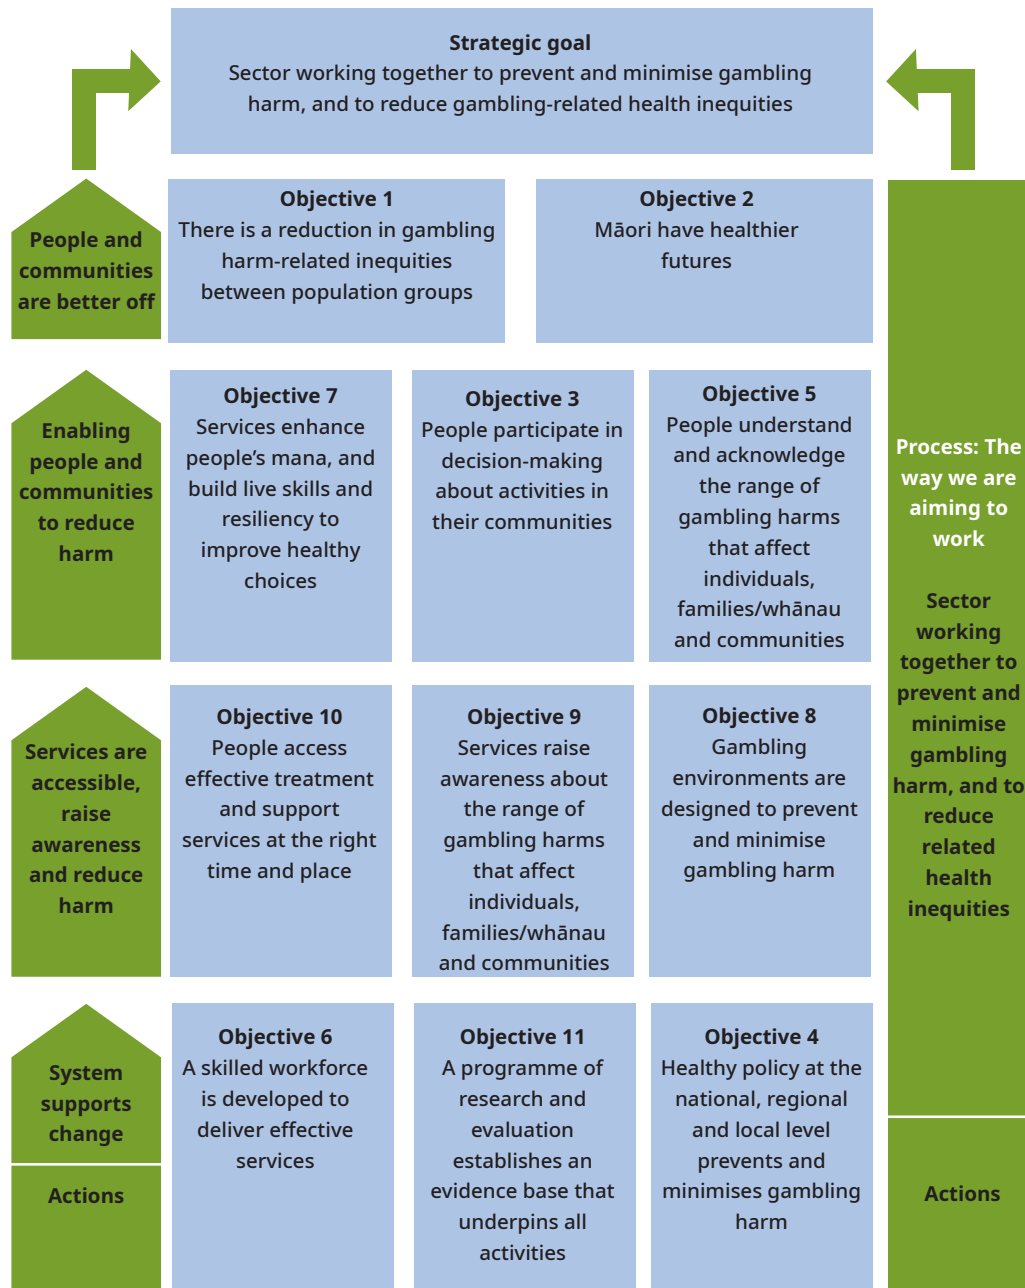 Strategic goal
Sector working together to prevent and minimise gambling
harm, and to reduce gambling-related health inequities
People and
communities
are better off
Objective 1
There is a reduction in gambling
harm-related inequities
between population groups
Objective 2
Māori have healthier
futures
Enabling
people and
communities
to reduce
harm
Objective 7
Services enhance
people’s mana, and
build live skills and
resiliency to
improve healthy
choices
Objective 3
People participate in
decision-making
about activities in
their communities
Objective 5
People understand
and acknowledge
the range of
gambling harms
that affect
individuals,
families/whānau
and communities
Services are
accessible,
raise
awareness
and reduce
harm
Objective 10
People access
effective treatment
and support
services at the right
time and place
Objective 9
Services raise
awareness about
the range of
gambling harms
that affect
individuals,
families/whānau
and communities
Objective 8
Gambling
environments are
designed to prevent
and minimise
gambling harm
System
supports
change
Actions
Objective 6
A skilled workforce
is developed to
deliver effective
services
Objective 11
A programme of
research and
evaluation
establishes an
evidence base that
underpins all
activities
Objective 4
Healthy policy at the
national, regional
and local level
prevents and
minimises gambling
harm
Process: The
way we are
aiming to
work
Sector
working
together to
prevent and
minimise
gambling
harm, and to
reduce
related
health
inequities
Actions